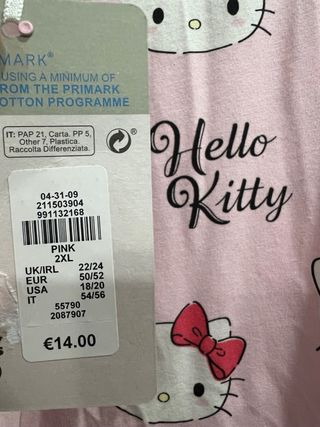 MARK®
USING A MINIMUM OF
FROM THE PRIMARK
COTTON PROGRAMME
IT: PAP 21, Carta. PP 5,
Other 7, Plastica.
Raccolta Differenziata.
04-31-09
211503904
991132168
PINK
2XL
UK/IRL 22/24
EUR 50/52
USA 18/20
IT 54/56
55790
2087907
€14.00
Hello
Kitty